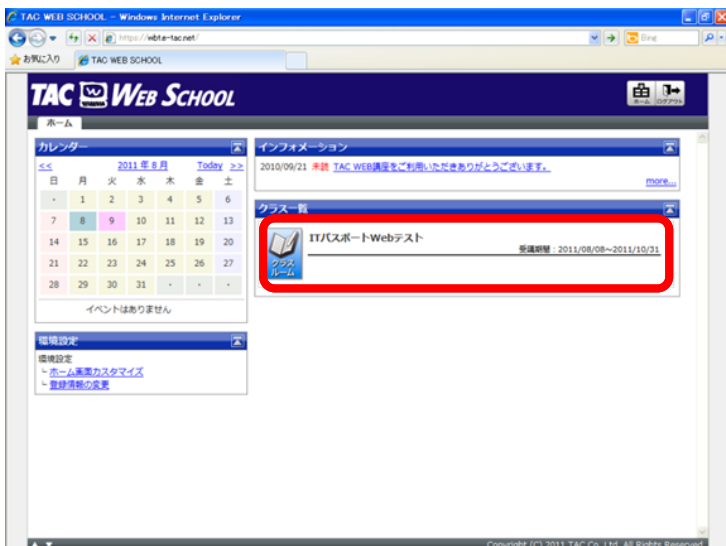 TAC WEB SCHOOL - Windows Internet Explorer
https://wbt.e-tac.net/
Bing
お気に入り
TAC WEB SCHOOL
TAC WEB SCHOOL
ホーム ログアウト
ホーム
カレンダー
<< 2011 年 8 月 Today >>
日 月 火 水 木 金 土
・ 1 2 3 4 5 6
7 8 9 10 11 12 13
14 15 16 17 18 19 20
21 22 23 24 25 26 27
28 29 30 31 ・ ・ ・
イベントはありません
環境設定
環境設定
ホーム画面カスタマイズ
登録情報の変更
インフォメーション
2010/09/21 未読 TAC WEB講座をご利用いただきありがとうございます。
more...
クラス一覧
クラス
ルーム
ITパスポートWebテスト
受講期間：2011/08/08～2011/10/31
Copyright (C) 2011 TAC Co.,Ltd. All Rights Reserved